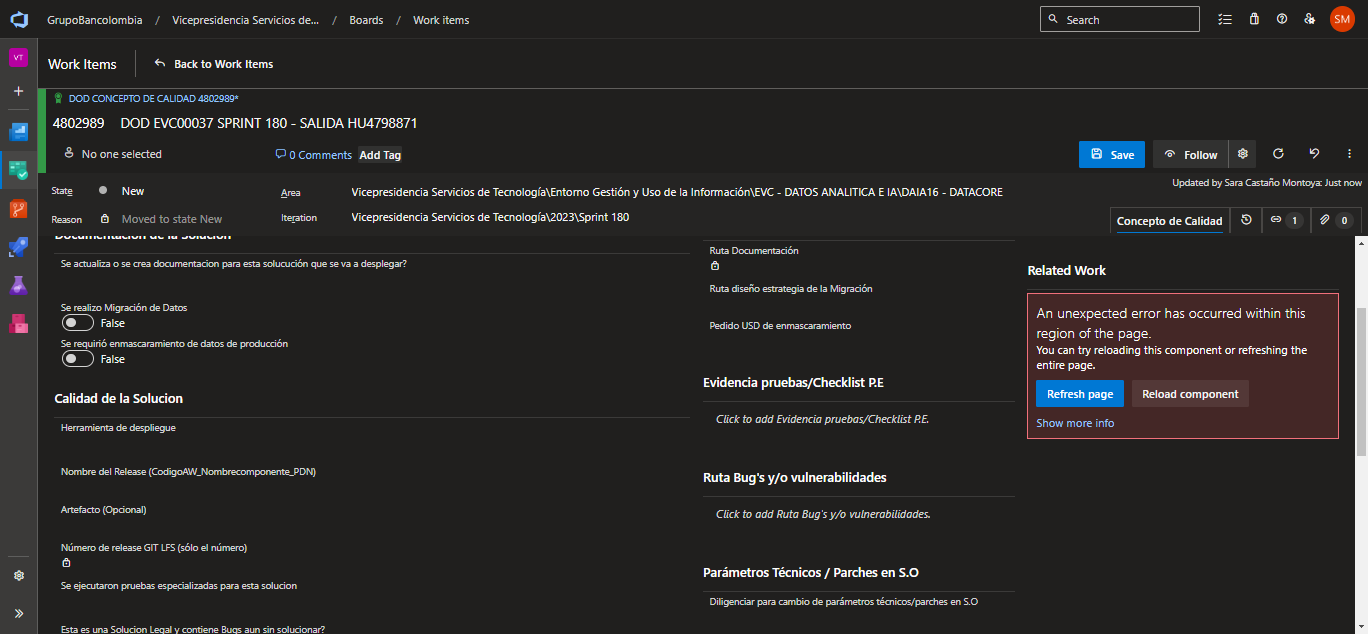 GrupoBancolombia / Vicepresidencia Servicios de... / Boards / Work items
Search
SM
VT
Work Items
Back to Work Items
DOD CONCEPTO DE CALIDAD 4802989*
4802989 DOD EVC00037 SPRINT 180 - SALIDA HU4798871
No one selected
0 Comments
Add Tag
Save
Follow
State
New
Area
Vicepresidencia Servicios de Tecnología\Entorno Gestión y Uso de la Información\EVC - DATOS ANALITICA E IA\DAIA16 - DATACORE
Updated by Sara Castaño Montoya: Just now
Reason
Moved to state New
Iteration
Vicepresidencia Servicios de Tecnología\2023\Sprint 180
Concepto de Calidad
1
0
Documentación de la Solución
Se actualiza o se crea documentacion para esta solucución que se va a desplegar?
Se realizo Migración de Datos
False
Se requirió enmascaramiento de datos de producción
False
Calidad de la Solucion
Herramienta de despliegue
Nombre del Release (CodigoAW_Nombrecomponente_PDN)
Artefacto (Opcional)
Número de release GIT LFS (sólo el número)
Se ejecutaron pruebas especializadas para esta solucion
Esta es una Solucion Legal y contiene Bugs aun sin solucionar?
Ruta Documentación
Ruta diseño estrategia de la Migración
Pedido USD de enmascaramiento
Evidencia pruebas/Checklist P.E
Click to add Evidencia pruebas/Checklist P.E.
Ruta Bug's y/o vulnerabilidades
Click to add Ruta Bug's y/o vulnerabilidades.
Parámetros Técnicos / Parches en S.O
Diligenciar para cambio de parámetros técnicos/parches en S.O
Related Work
An unexpected error has occurred within this
region of the page.
You can try reloading this component or refreshing the
entire page.
Refresh page
Reload component
Show more info